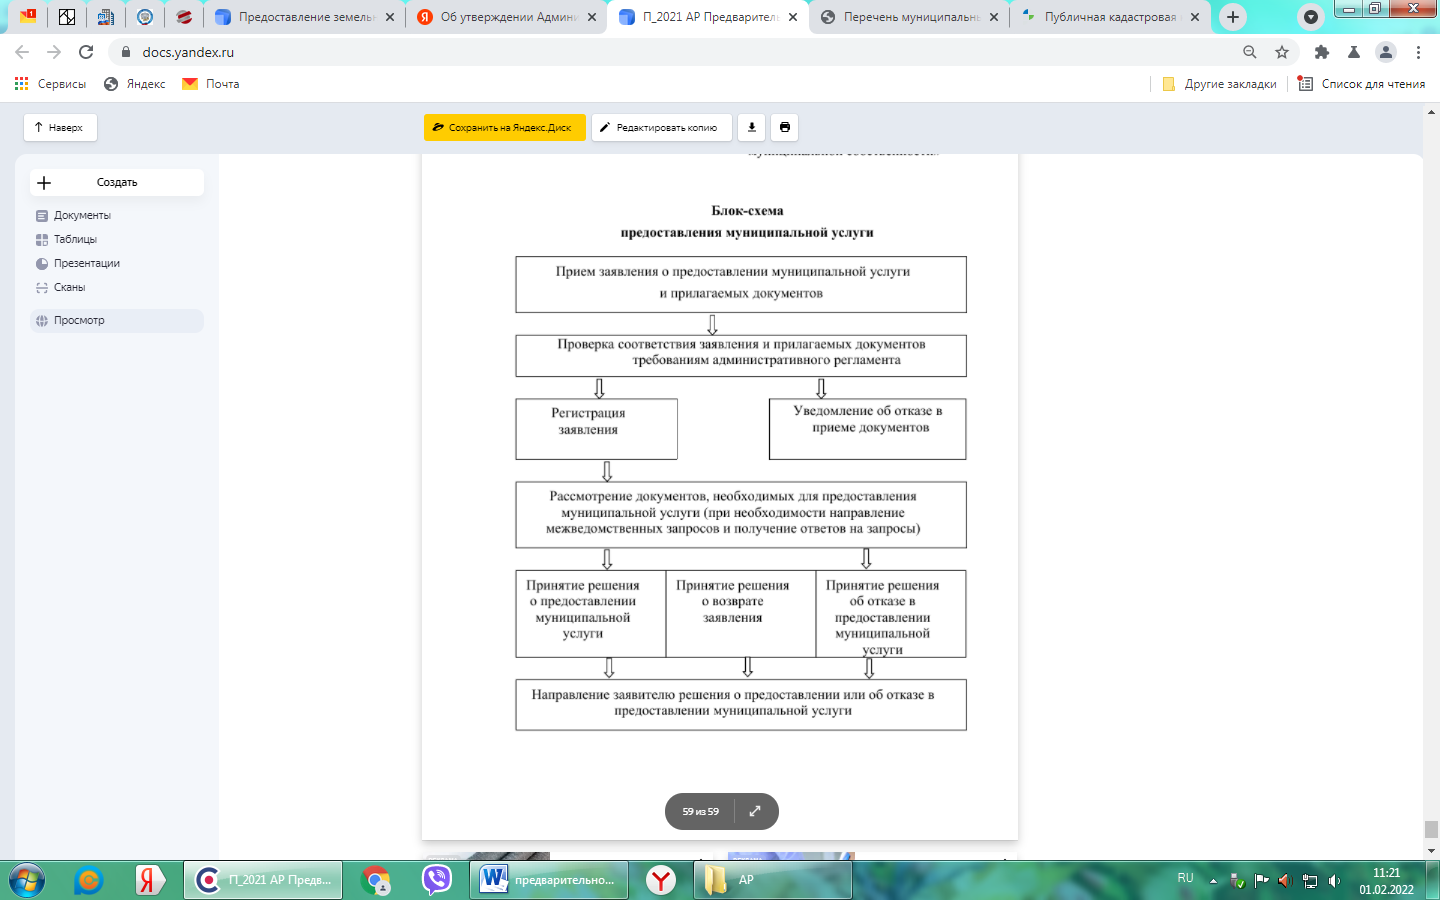 Предоставление земельн
Об утверждении Админи
П_2021 АР Предварител
Перечень муниципальны
Публичная кадастровая
docs.yandex.ru
Сервисы
Яндекс
Почта
Другие закладки
Список для чтения
Наверх
Сохранить на Яндекс.Диск
Редактировать копию
Создать
Документы
Таблицы
Презентации
Сканы
Просмотр
муниципальной собственности»
Блок-схема
предоставления муниципальной услуги
Прием заявления о предоставлении муниципальной услуги
и прилагаемых документов
Проверка соответствия заявления и прилагаемых документов
требованиям административного регламента
Регистрация
заявления
Уведомление об отказе в
приеме документов
Рассмотрение документов, необходимых для предоставления
муниципальной услуги (при необходимости направление
межведомственных запросов и получение ответов на запросы)
Принятие решения
о предоставлении
муниципальной
услуги
Принятие решения
о возврате
заявления
Принятие решения
об отказе в
предоставлении
муниципальной
услуги
Направление заявителю решения о предоставлении или об отказе в
предоставлении муниципальной услуги
59 из 59
П_2021 АР Предв...
предварительно...
АР
RU
11:21
01.02.2022